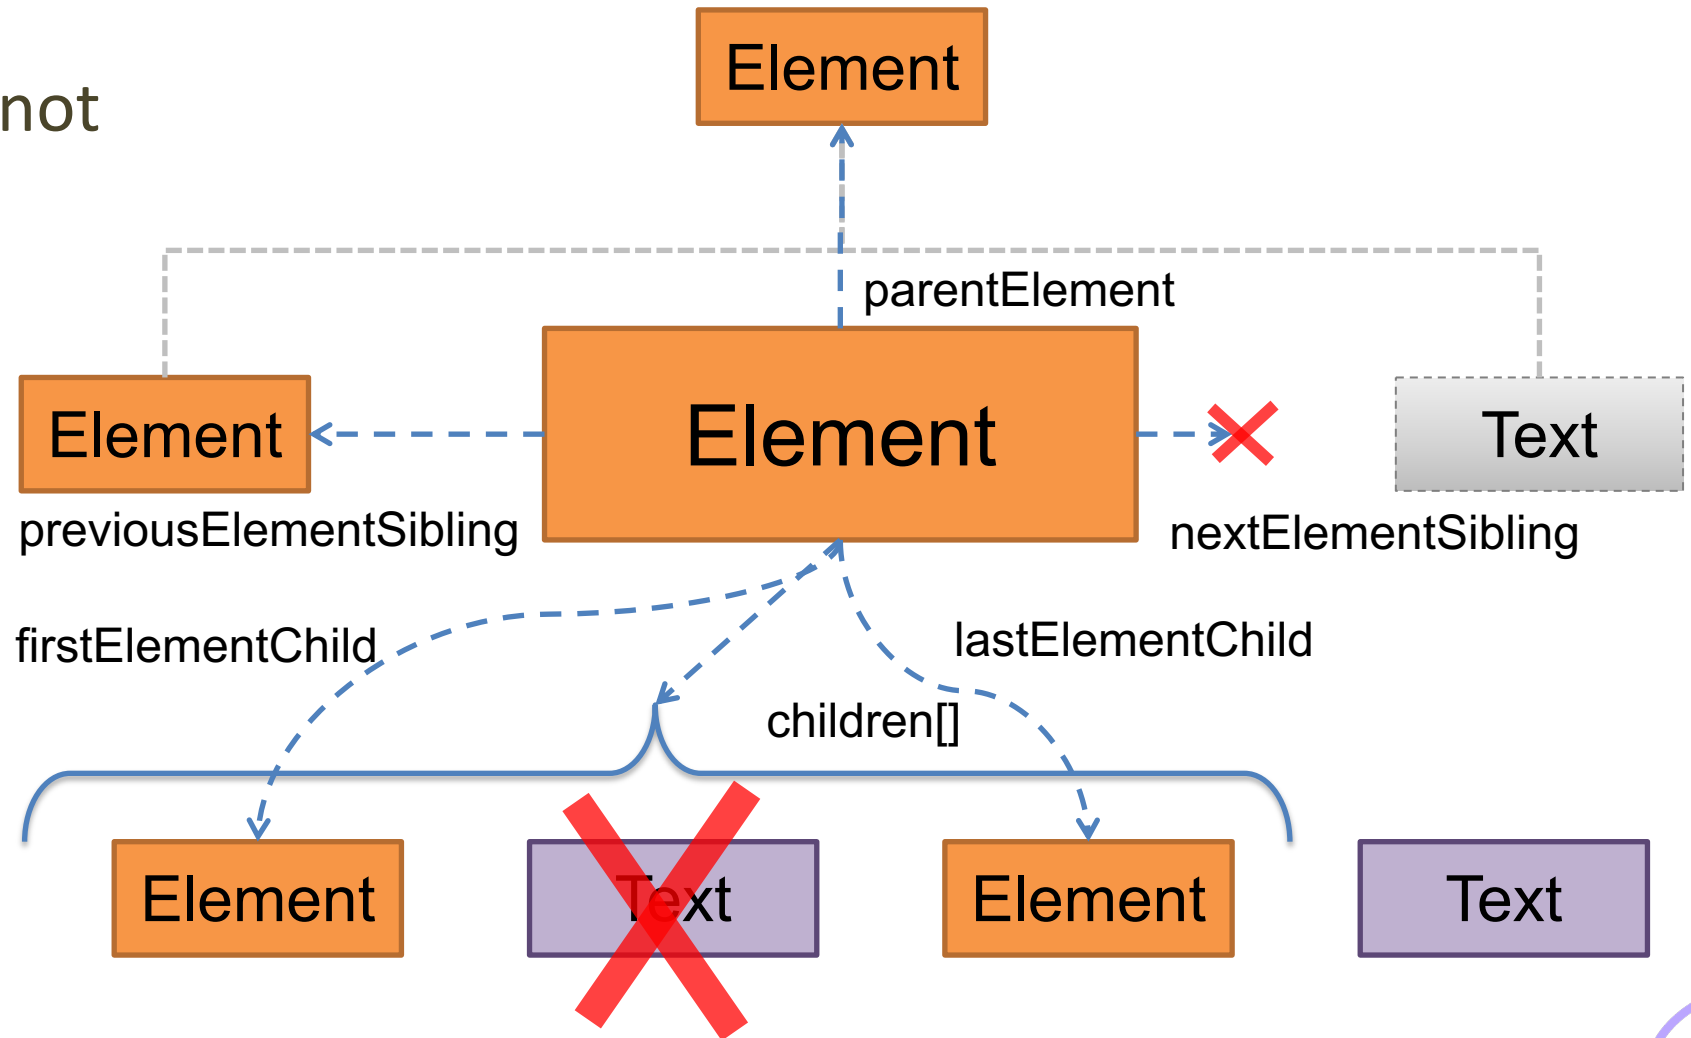 Element
not
parentElement
Element
Element
Text
previousElementSibling
nextElementSibling
firstElementChild
lastElementChild
children[]
Element
Text
Element
Text